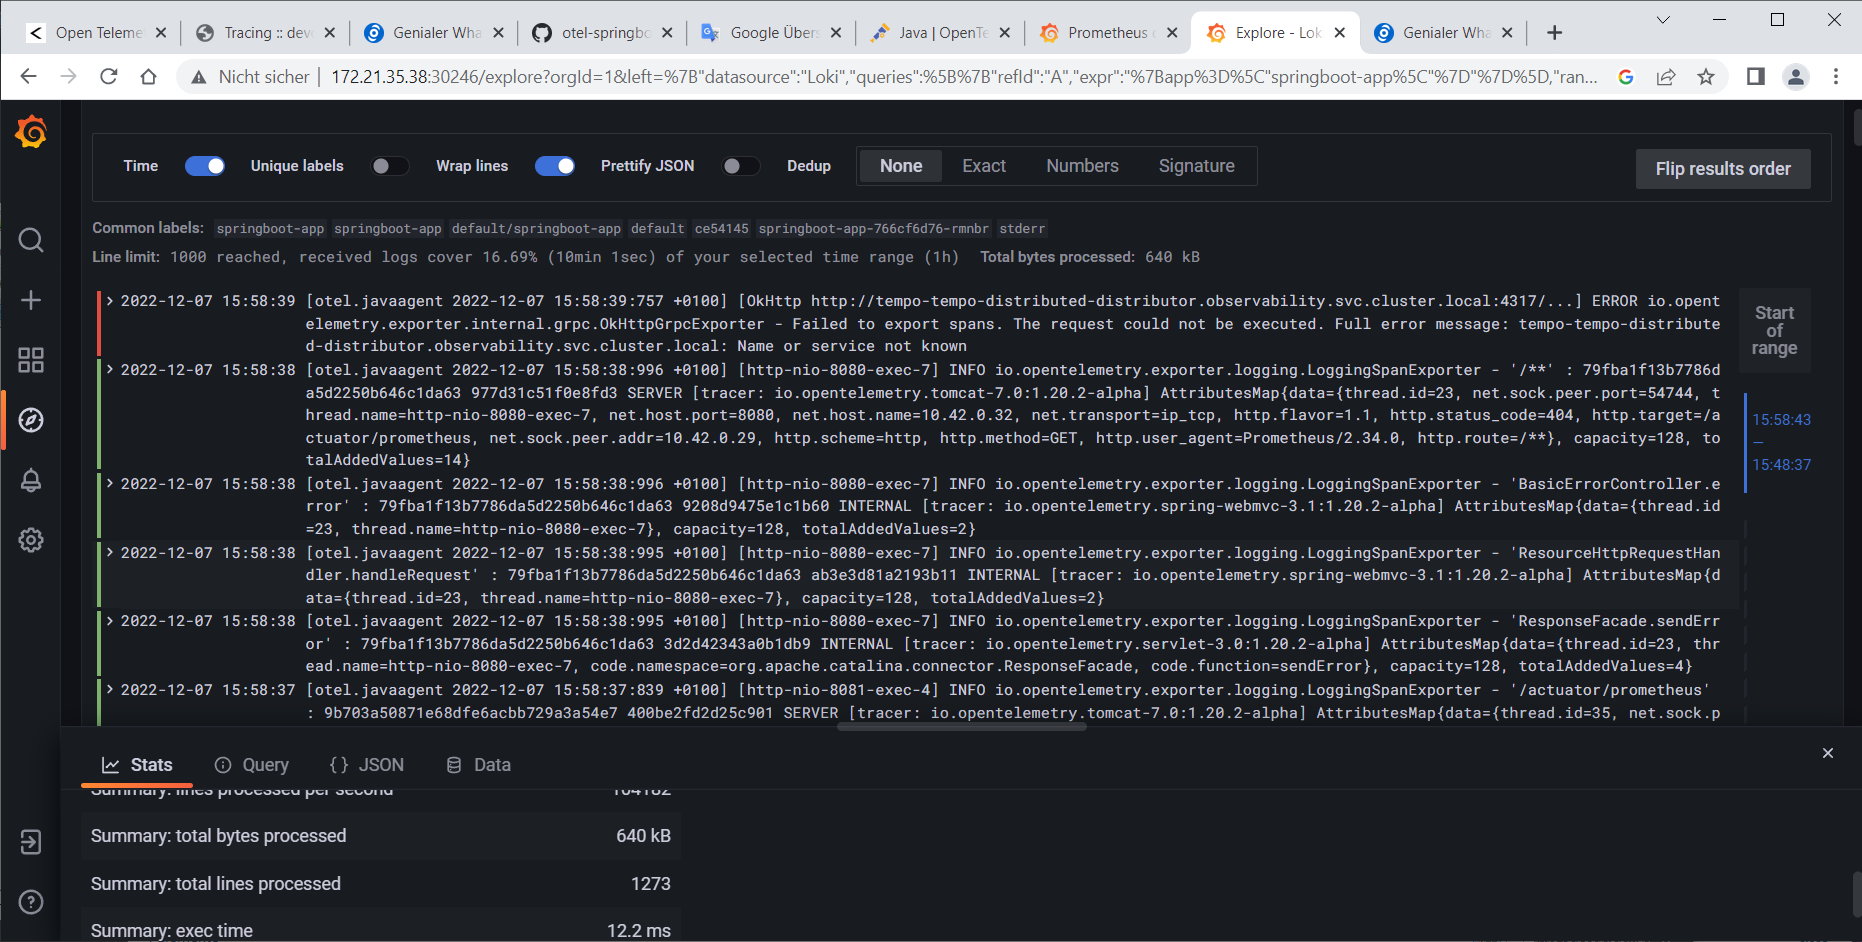 Open Teleme
Tracing :: deve
Genialer Wha
otel-springbo
Google Übers
Java | OpenTe
Prometheus
Explore - Lok
Genialer Wha
Nicht sicher | 172.21.35.38:30246/explore?orgId=1&left=%7B"datasource":"Loki","queries":%5B%7B"refId":"A","expr":"%7Bapp%3D%5C"springboot-app%5C"%7D"%7D%5D,"ran...
Time Unique labels Wrap lines Prettify JSON Dedup None Exact Numbers Signature Flip results order
Common labels: springboot-app springboot-app default/springboot-app default ce54145 springboot-app-766cf6d76-rmnbr stderr
Line limit: 1000 reached, received logs cover 16.69% (10min 1sec) of your selected time range (1h) Total bytes processed: 640 kB
2022-12-07 15:58:39 [otel.javaagent 2022-12-07 15:58:39:757 +0100] [OkHttp http://tempo-tempo-distributed-distributor.observability.svc.cluster.local:4317/...] ERROR io.opent
elemetry.exporter.internal.grpc.OkHttpGrpcExporter - Failed to export spans. The request could not be executed. Full error message: tempo-tempo-distribute
d-distributor.observability.svc.cluster.local: Name or service not known
2022-12-07 15:58:38 [otel.javaagent 2022-12-07 15:58:38:996 +0100] [http-nio-8080-exec-7] INFO io.opentelemetry.exporter.logging.LoggingSpanExporter - '/**' : 79fba1f13b7786d
a5d2250b646c1da63 977d31c51f0e8fd3 SERVER [tracer: io.opentelemetry.tomcat-7.0:1.20.2-alpha] AttributesMap{data={thread.id=23, net.sock.peer.port=54744, t
hread.name=http-nio-8080-exec-7, net.host.port=8080, net.host.name=10.42.0.32, net.transport=ip_tcp, http.flavor=1.1, http.status_code=404, http.target=/a
ctuator/prometheus, net.sock.peer.addr=10.42.0.29, http.scheme=http, http.method=GET, http.user_agent=Prometheus/2.34.0, http.route=/**}, capacity=128, to
talAddedValues=14}
2022-12-07 15:58:38 [otel.javaagent 2022-12-07 15:58:38:996 +0100] [http-nio-8080-exec-7] INFO io.opentelemetry.exporter.logging.LoggingSpanExporter - 'BasicErrorController.e
rror' : 79fba1f13b7786da5d2250b646c1da63 9208d9475e1c1b60 INTERNAL [tracer: io.opentelemetry.spring-webmvc-3.1:1.20.2-alpha] AttributesMap{data={thread.id
=23, thread.name=http-nio-8080-exec-7}, capacity=128, totalAddedValues=2}
2022-12-07 15:58:38 [otel.javaagent 2022-12-07 15:58:38:995 +0100] [http-nio-8080-exec-7] INFO io.opentelemetry.exporter.logging.LoggingSpanExporter - 'ResourceHttpRequestHan
dler.handleRequest' : 79fba1f13b7786da5d2250b646c1da63 ab3e3d81a2193b11 INTERNAL [tracer: io.opentelemetry.spring-webmvc-3.1:1.20.2-alpha] AttributesMap{d
ata={thread.id=23, thread.name=http-nio-8080-exec-7}, capacity=128, totalAddedValues=2}
2022-12-07 15:58:38 [otel.javaagent 2022-12-07 15:58:38:995 +0100] [http-nio-8080-exec-7] INFO io.opentelemetry.exporter.logging.LoggingSpanExporter - 'ResponseFacade.sendErr
or' : 79fba1f13b7786da5d2250b646c1da63 3d2d42343a0b1db9 INTERNAL [tracer: io.opentelemetry.servlet-3.0:1.20.2-alpha] AttributesMap{data={thread.id=23, thr
ead.name=http-nio-8080-exec-7, code.namespace=org.apache.catalina.connector.ResponseFacade, code.function=sendError}, capacity=128, totalAddedValues=4}
2022-12-07 15:58:37 [otel.javaagent 2022-12-07 15:58:37:839 +0100] [http-nio-8081-exec-4] INFO io.opentelemetry.exporter.logging.LoggingSpanExporter - '/actuator/prometheus'
: 9b703a50871e68dfe6acbb729a3a54e7 400be2fd2d25c901 SERVER [tracer: io.opentelemetry.tomcat-7.0:1.20.2-alpha] AttributesMap{data={thread.id=35, net.sock.p
Start
of
range
15:58:43
—
15:48:37
Stats Query JSON Data
Summary: lines processed per second 104182
Summary: total bytes processed 640 kB
Summary: total lines processed 1273
Summary: exec time 12.2 ms